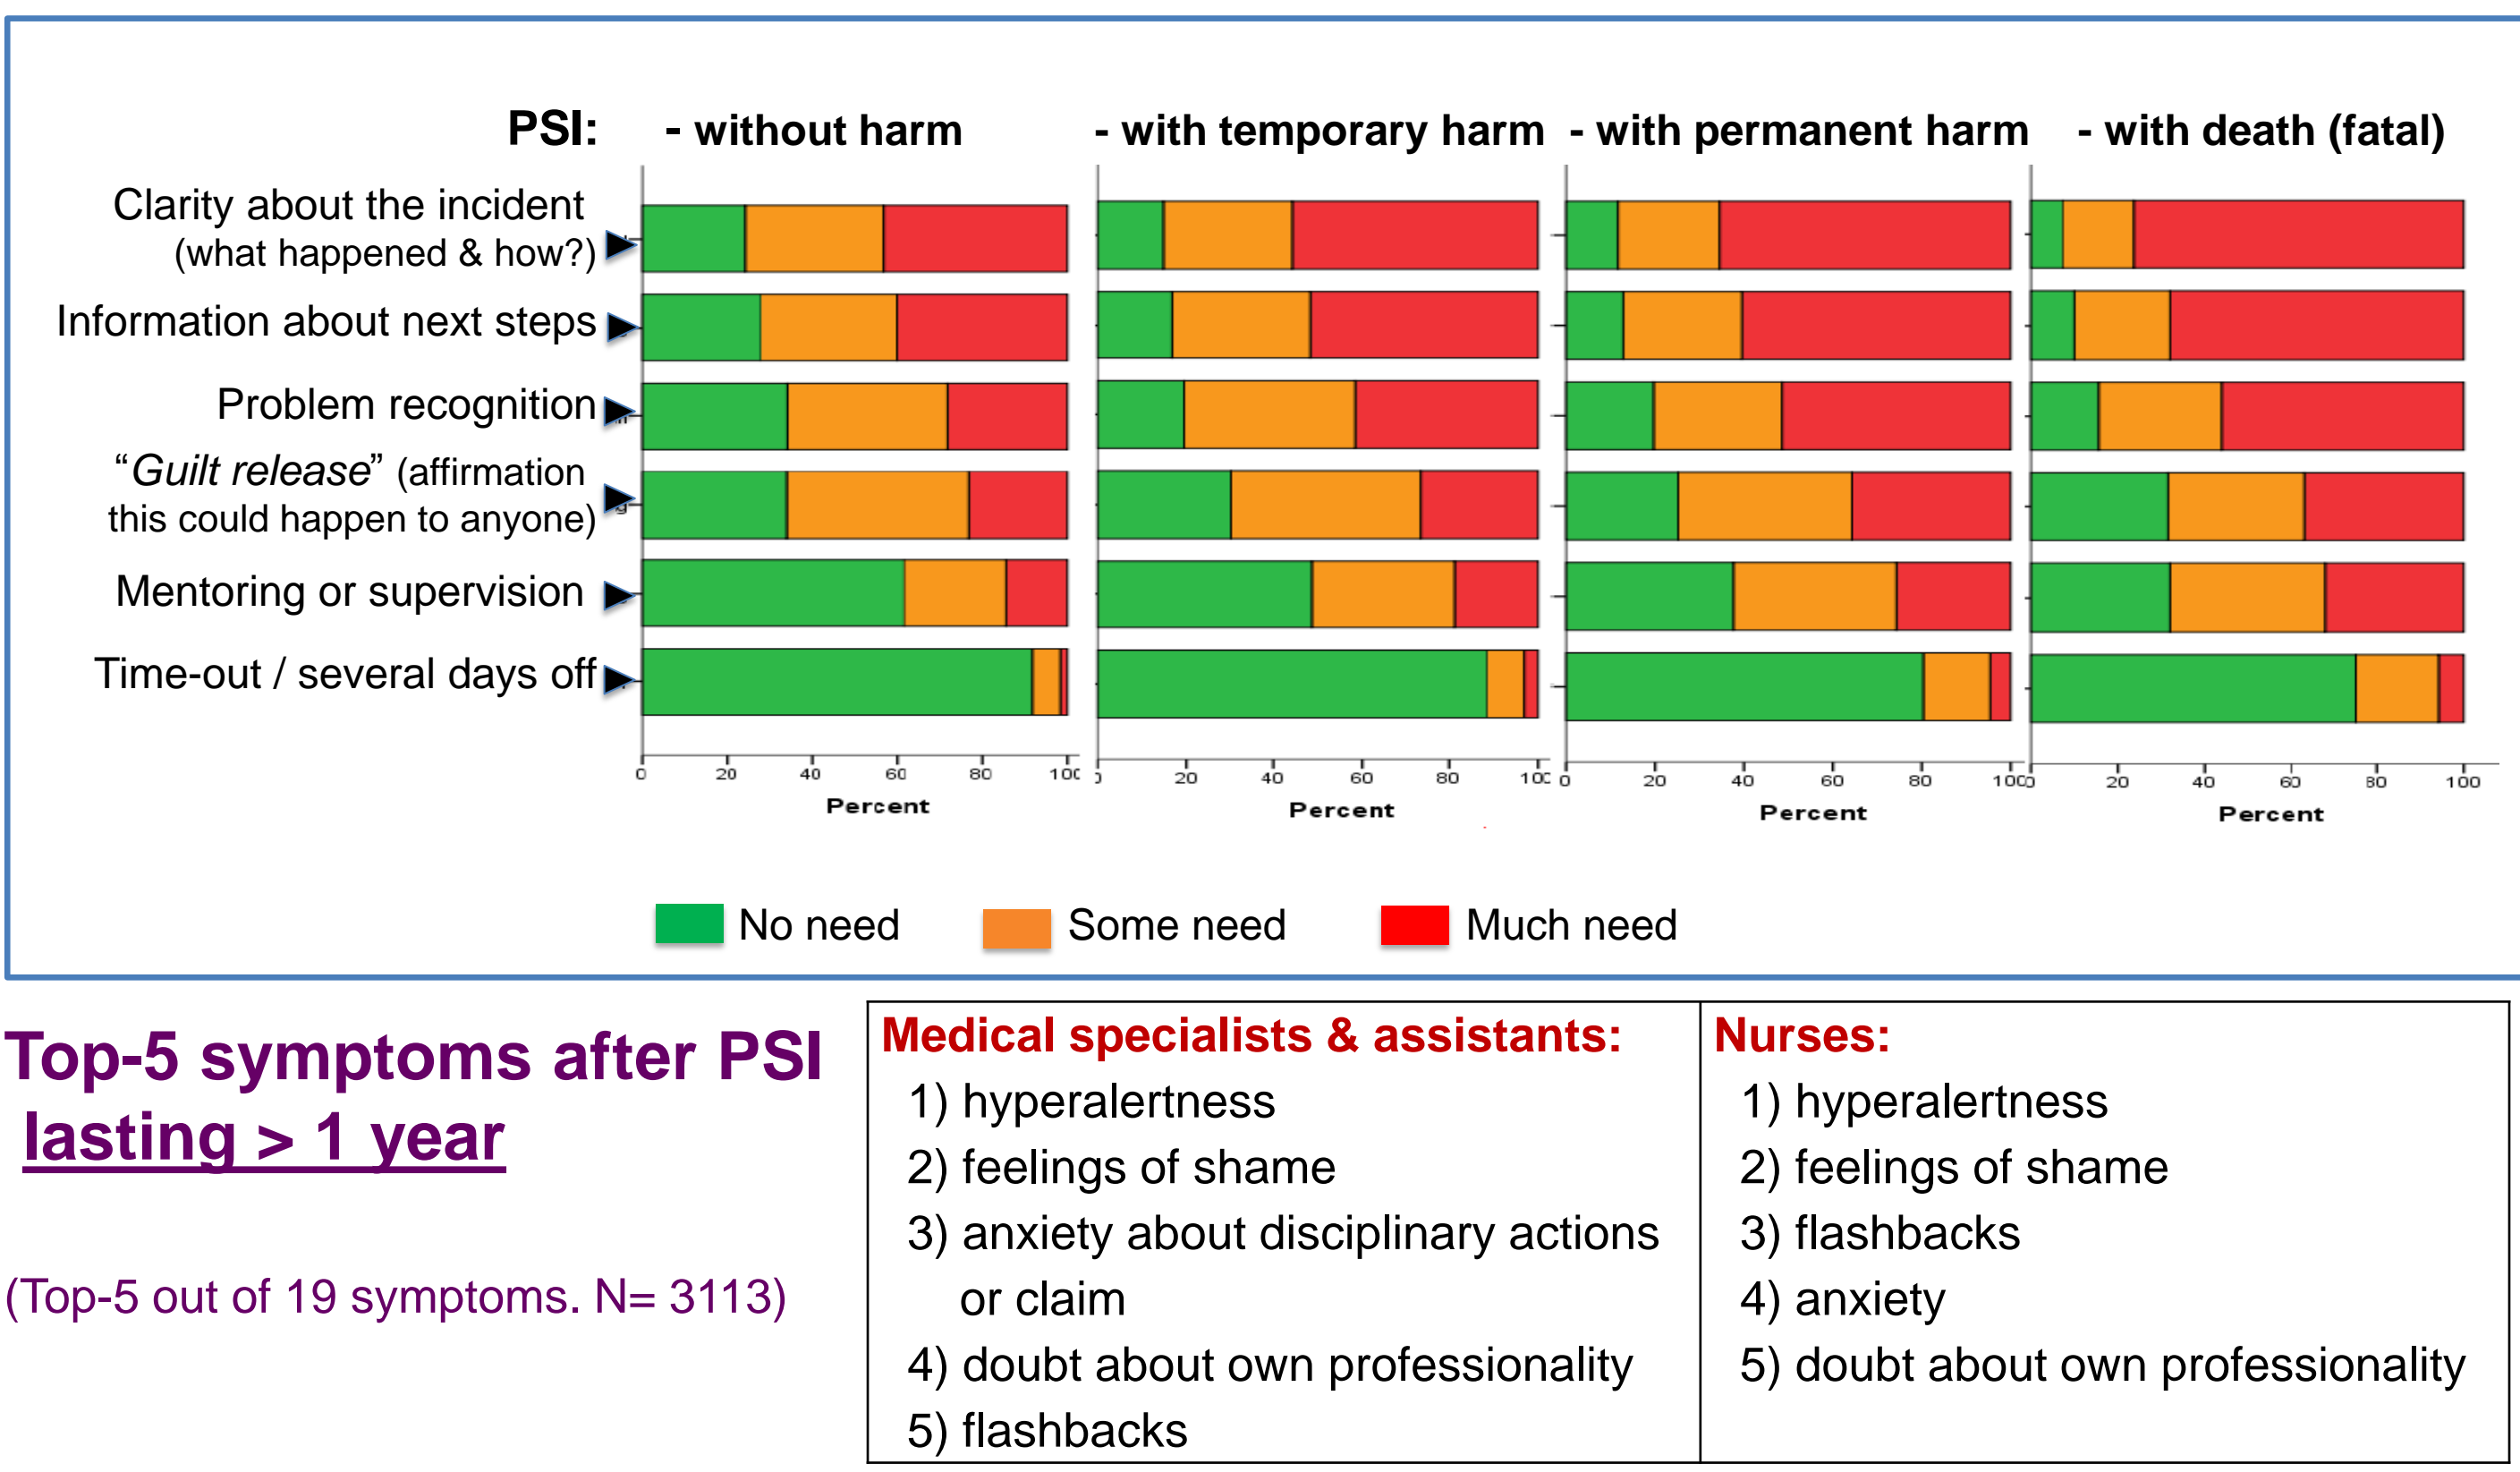 PSI: - without harm - with temporary harm - with permanent harm - with death (fatal)
Clarity about the incident
(what happened & how?)
Information about next steps
Problem recognition
“Guilt release” (affirmation
this could happen to anyone)
Mentoring or supervision
Time-out / several days off
0 20 40 60 80 100 0 20 40 60 80 100 0 20 40 60 80 100 0 20 40 60 80 100
Percent Percent Percent Percent
No need Some need Much need
Top-5 symptoms after PSI
lasting > 1 year
(Top-5 out of 19 symptoms. N= 3113)
Medical specialists & assistants:
1) hyperalertness
2) feelings of shame
3) anxiety about disciplinary actions
or claim
4) doubt about own professionality
5) flashbacks
Nurses:
1) hyperalertness
2) feelings of shame
3) flashbacks
4) anxiety
5) doubt about own professionality